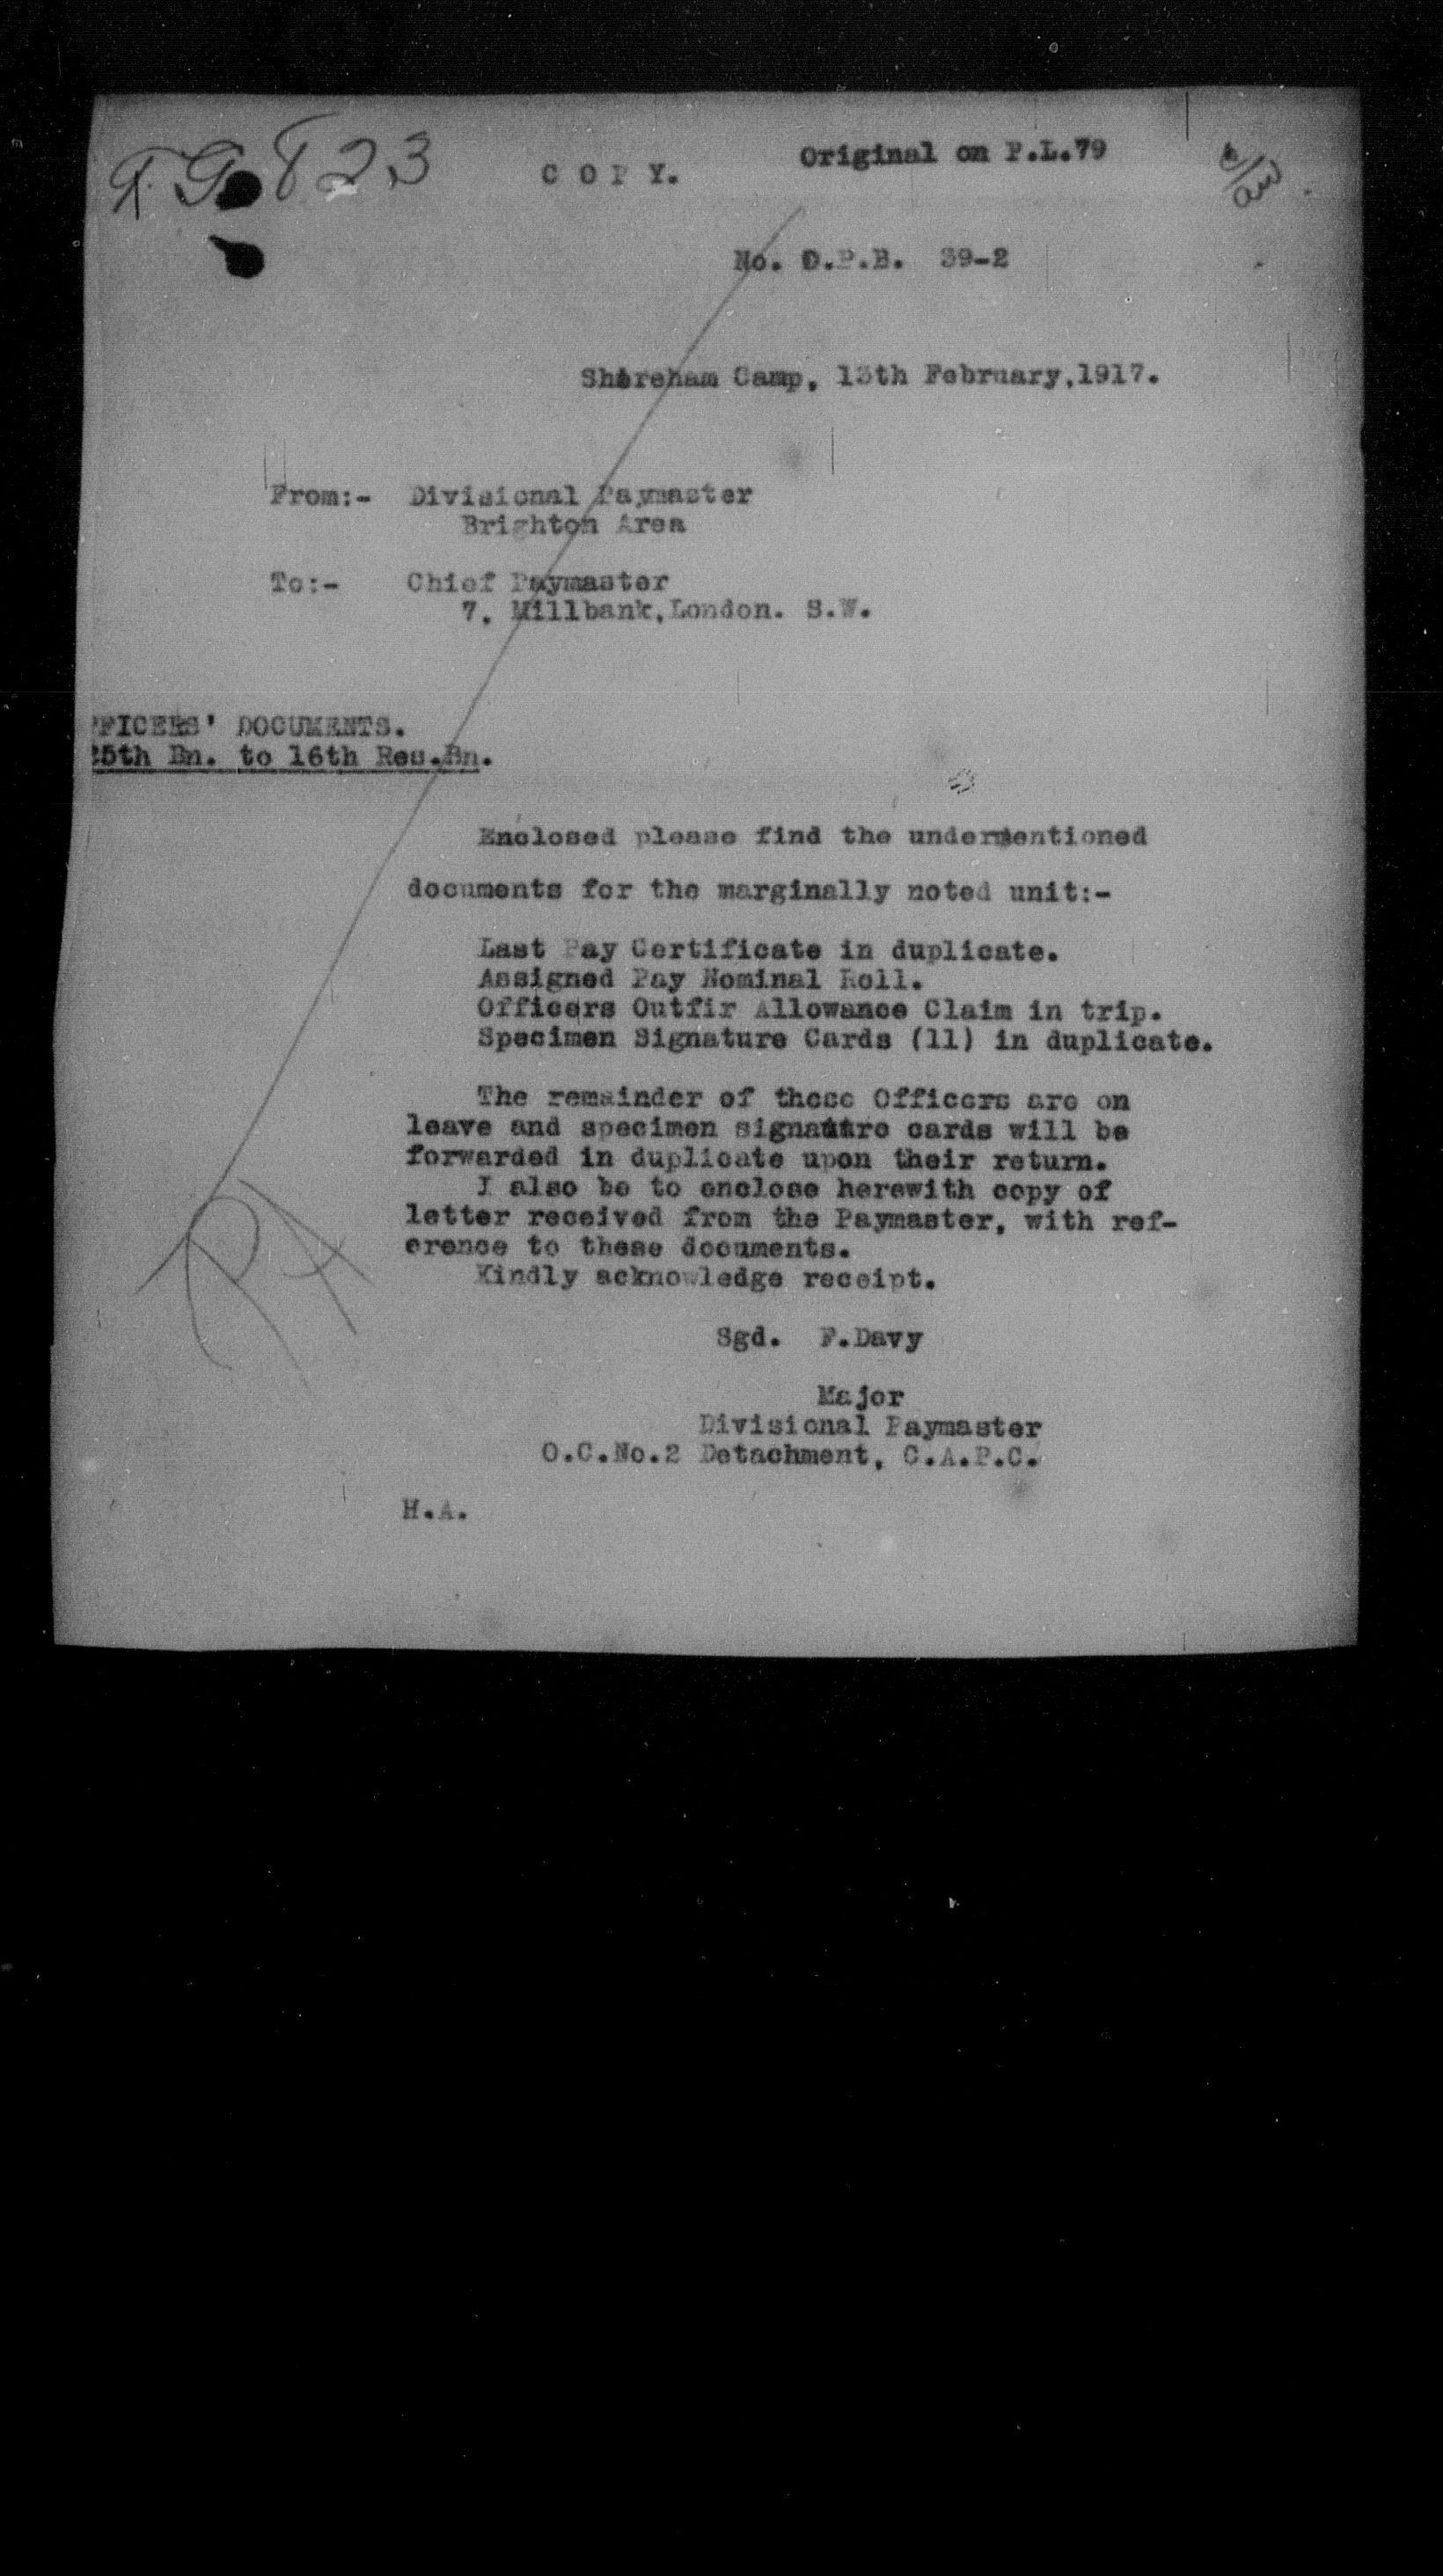 823
C O P Y.
Original on P.L.79
No. D.P.B. 39-2
Shoreham Camp, 13th February,1917.
From:- Divisional Paymaster
Brighton Area
To:- Chief Paymaster
7, Millbank,London. S.W.
FFICERS' DOCUMENTS.
25th Bn. to 16th Res.Bn.
Enclosed please find the undermentioned
documents for the marginally noted unit:-
Last Pay Certificate in duplicate.
Assigned Pay Nominal Roll.
Officers Outfir Allowance Claim in trip.
Specimen Signature Cards (11) in duplicate.
The remainder of these Officers are on
leave and specimen signature cards will be
forwarded in duplicate upon their return.
I also be to enclose herewith copy of
letter received from the Paymaster, with ref-
erence to these documents.
Kindly acknowledge receipt.
Sgd. F.Davy
Major
Divisional Paymaster
O.C.No.2 Detachment, C.A.P.C.
H.A.
PA